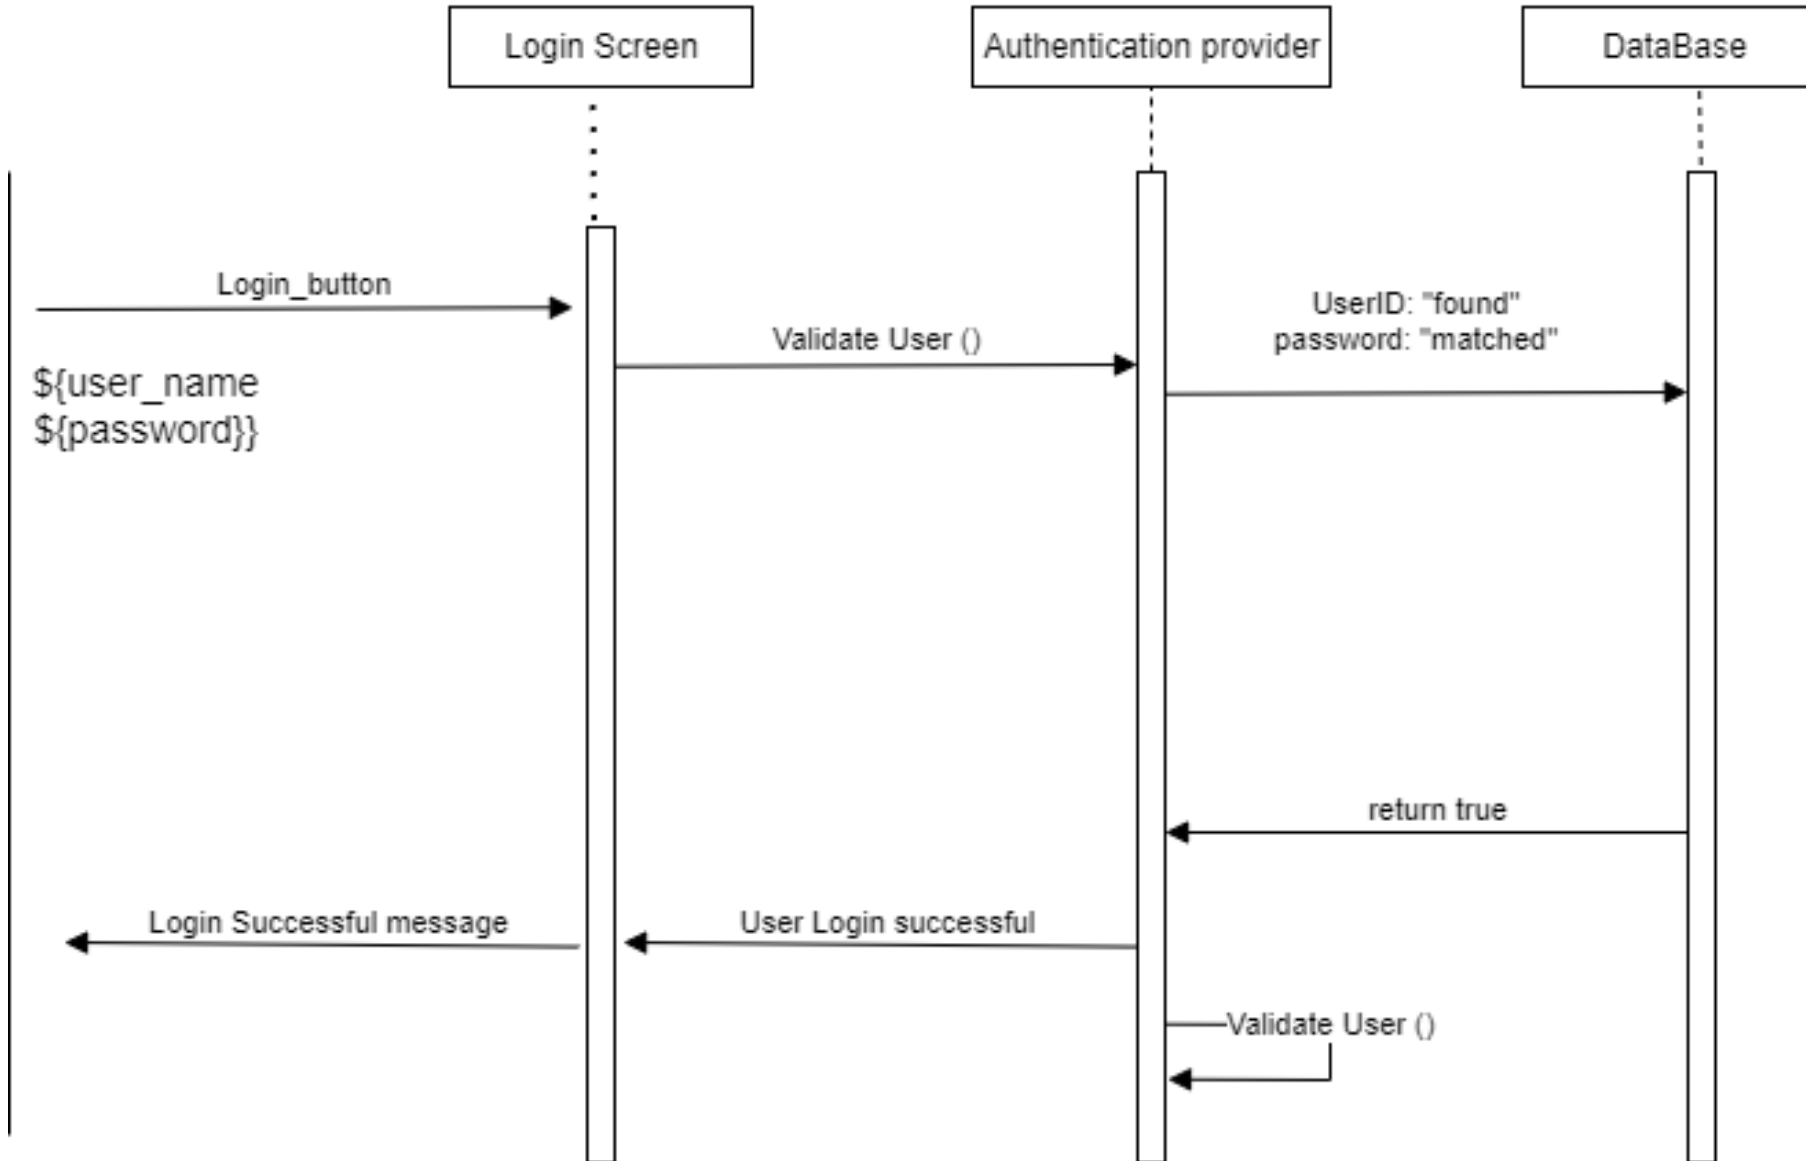 Login Screen
Authentication provider
DataBase
Login_button
${user_name
${password}}
Validate User ()
UserID: "found"
password: "matched"
return true
Login Successful message
User Login successful
Validate User ()